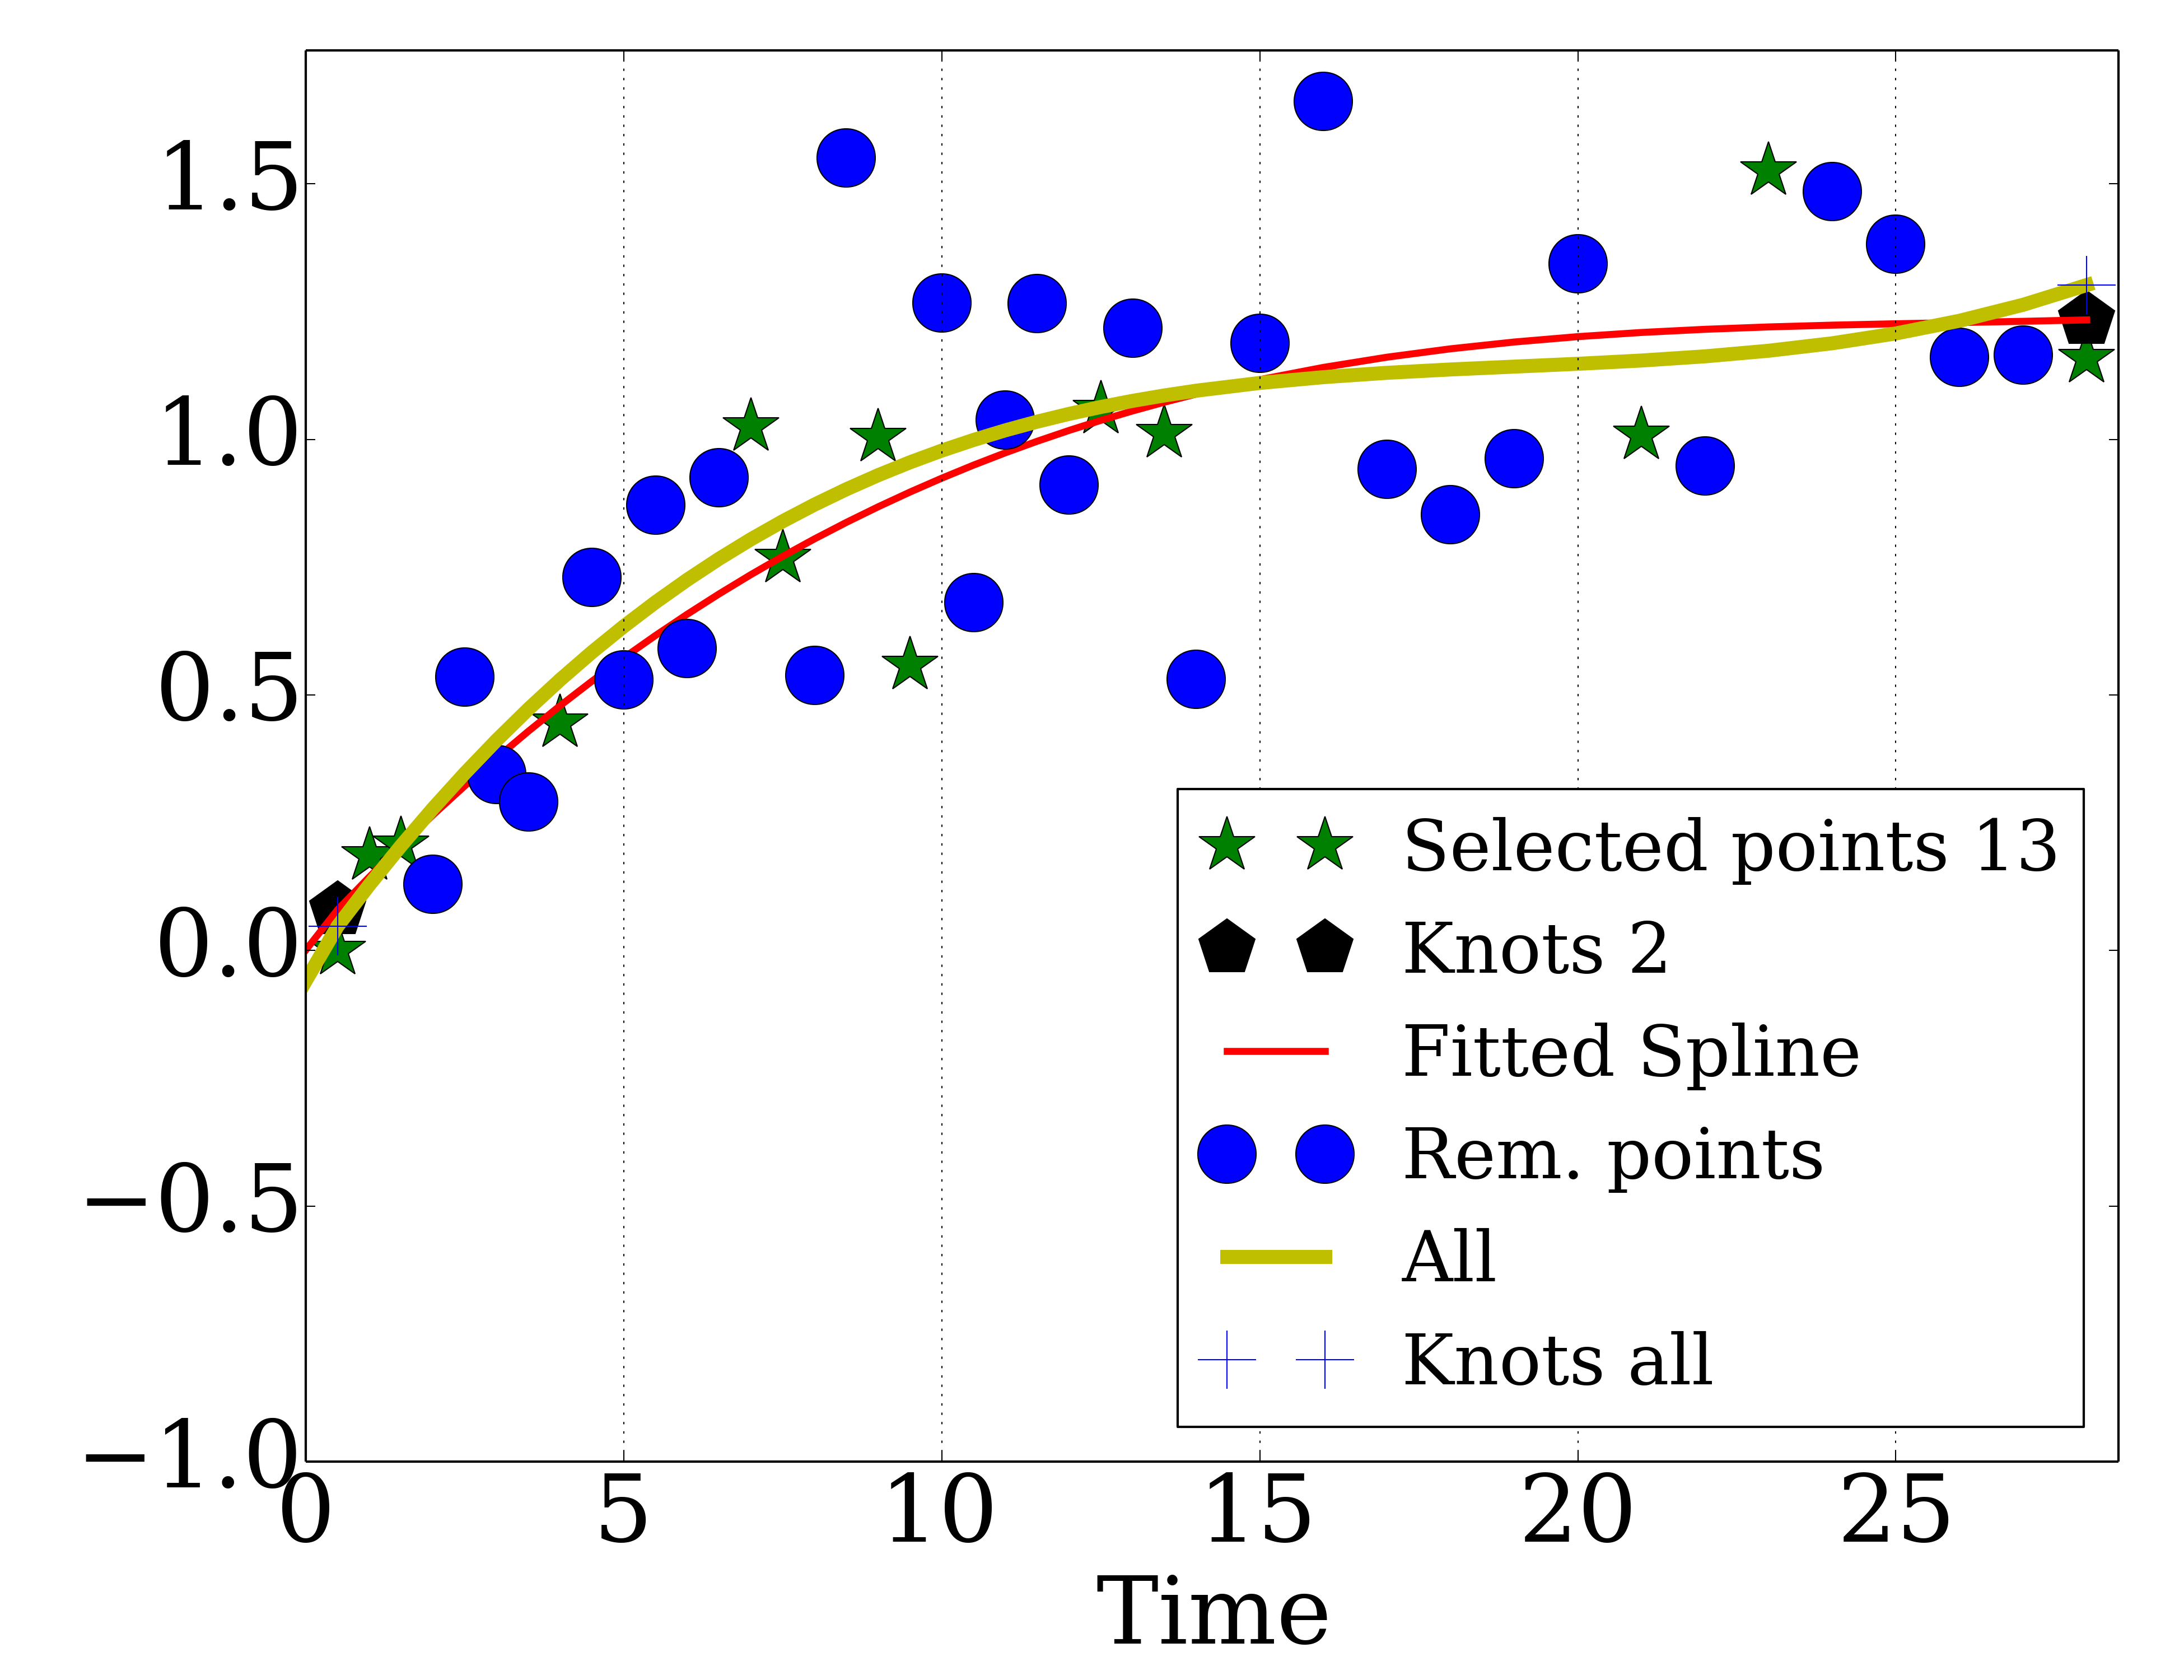 1.5
1.0
0.5
0.0
−0.5
−1.0
0 5 10 15 20 25
Time
Selected points 13
Knots 2
Fitted Spline
Rem. points
All
Knots all